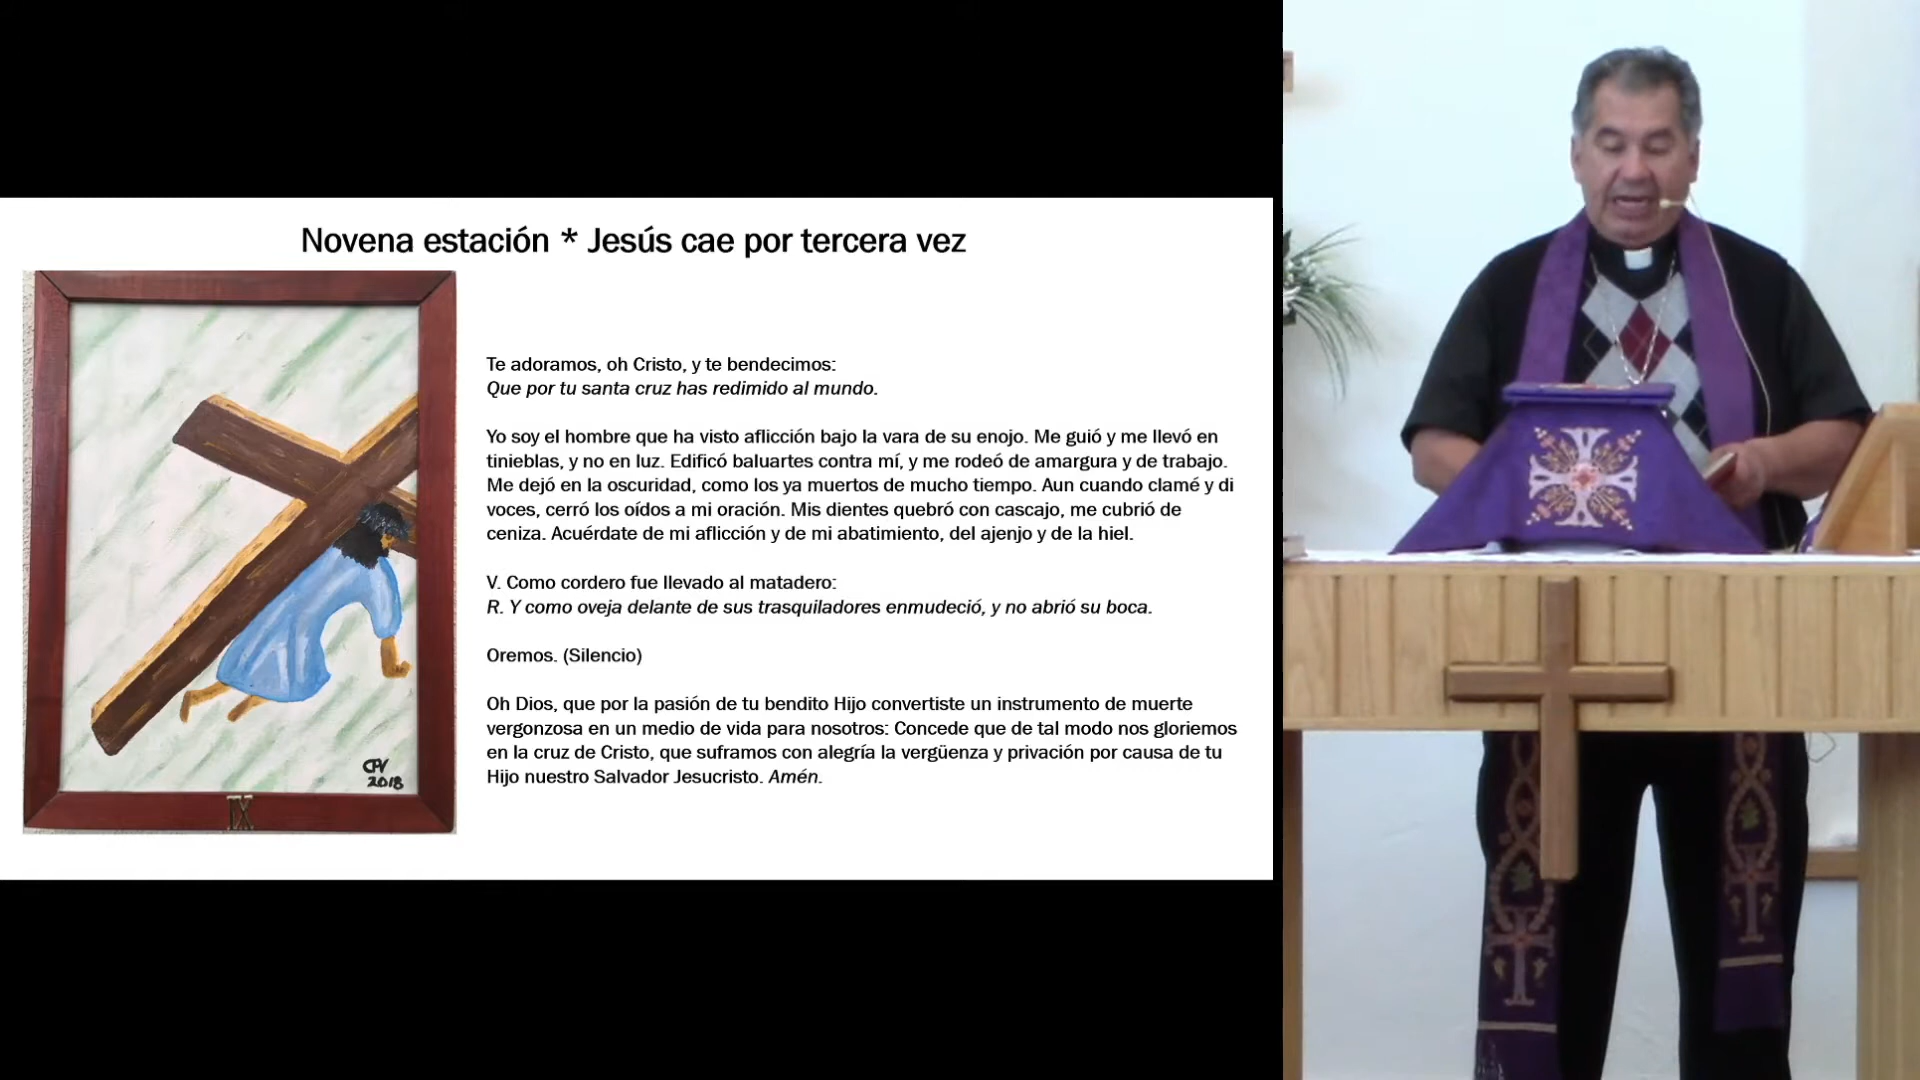 Novena estación * Jesús cae por tercera vez
Te adoramos, oh Cristo, y te bendecimos:
Que por tu santa cruz has redimido al mundo.
Yo soy el hombre que ha visto aflicción bajo la vara de su enojo. Me guió y me llevó en
tinieblas, y no en luz. Edificó baluartes contra mí, y me rodeó de amargura y de trabajo.
Me dejó en la oscuridad, como los ya muertos de mucho tiempo. Aun cuando clamé y di
voces, cerró los oídos a mi oración. Mis dientes quebró con cascajo, me cubrió de
ceniza. Acuérdate de mi aflicción y de mi abatimiento, del ajenjo y de la hiel.
V. Como cordero fue llevado al matadero:
R. Y como oveja delante de sus trasquiladores enmudeció, y no abrió su boca.
Oremos. (Silencio)
Oh Dios, que por la pasión de tu bendito Hijo convertiste un instrumento de muerte
vergonzosa en un medio de vida para nosotros: Concede que de tal modo nos gloriemos
en la cruz de Cristo, que suframos con alegría la vergüenza y privación por causa de tu
Hijo nuestro Salvador Jesucristo. Amén.
CPV
2018
IX